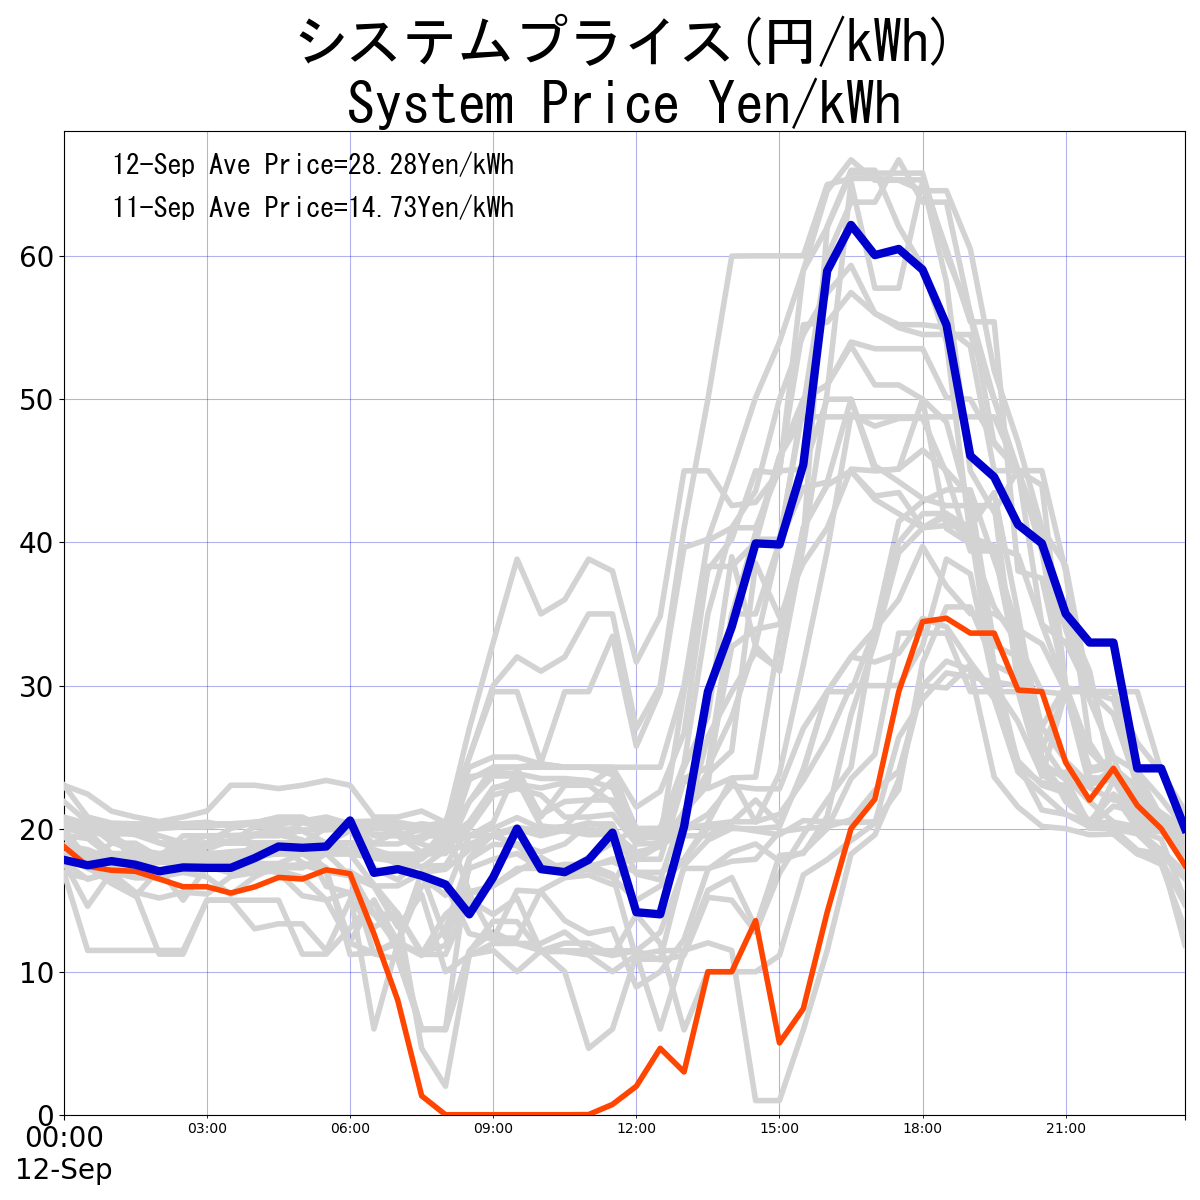 システムプライス(円/kWh)
System Price Yen/kWh
12-Sep Ave Price=28.28Yen/kWh
11-Sep Ave Price=14.73Yen/kWh
60
50
40
30
20
10
0
00:00 03:00 06:00 09:00 12:00 15:00 18:00 21:00
12-Sep